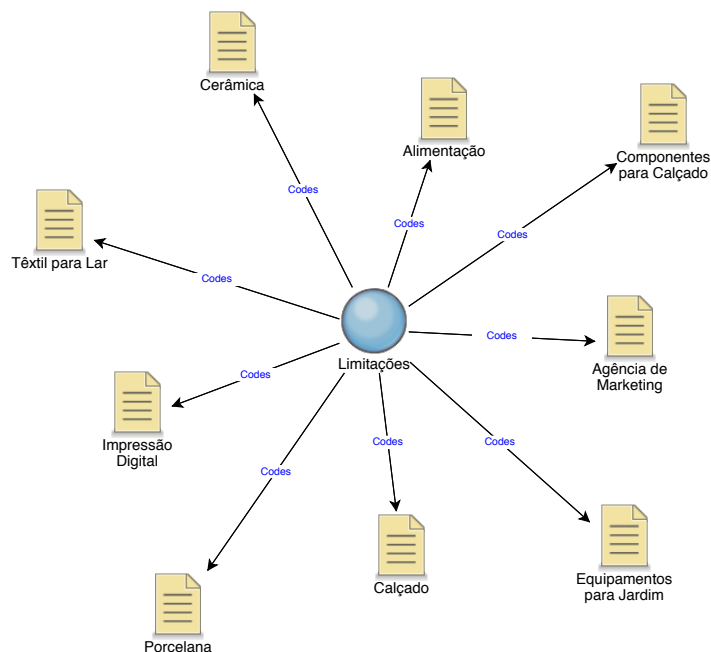 Cerâmica
Alimentação
Componentes
para Calçado
Codes
Codes
Codes
Têxtil para Lar
Codes
Codes
Agência de
Marketing
Limitações
Codes
Impressão
Digital
Codes
Codes
Codes
Calçado
Equipamentos
para Jardim
Porcelana